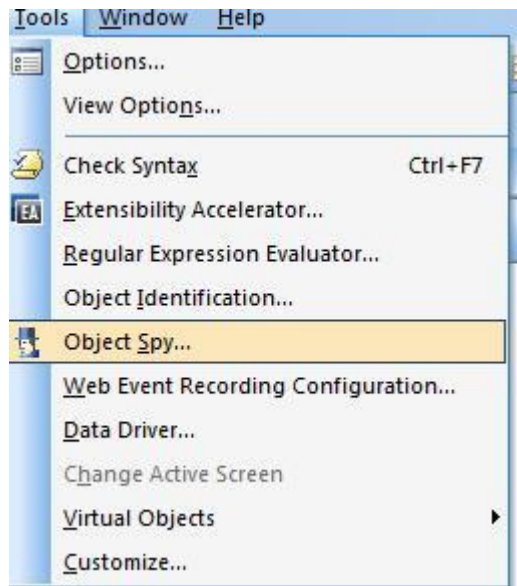 Tools Window Help
Options...
View Options...
Check Syntax Ctrl+F7
EA Extensibility Accelerator...
Regular Expression Evaluator...
Object Identification...
Object Spy...
Web Event Recording Configuration...
Data Driver...
Change Active Screen
Virtual Objects
Customize...